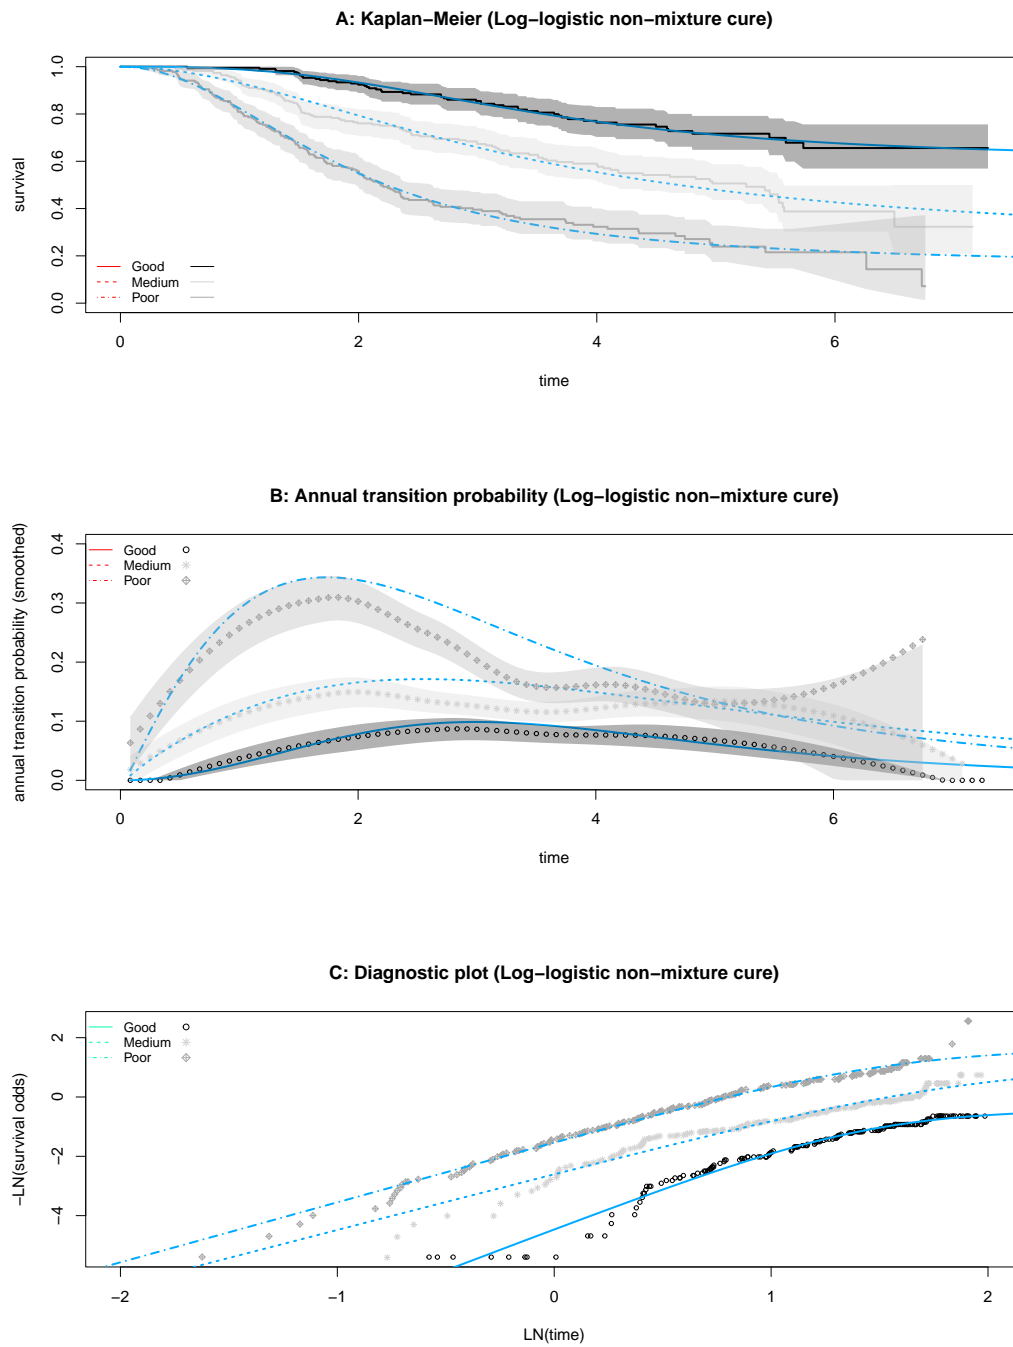 A: Kaplan−Meier (Log−logistic non−mixture cure)
survival
1.0
0.8
0.6
0.4
0.2
0.0
Good
Medium
Poor
0 2 4 6
time
B: Annual transition probability (Log−logistic non−mixture cure)
annual transition probability (smoothed)
0.4
0.3
0.2
0.1
0.0
Good
Medium
Poor
0 2 4 6
time
C: Diagnostic plot (Log−logistic non−mixture cure)
−LN(survival odds)
2
0
−2
−4
Good
Medium
Poor
−2 −1 0 1 2
LN(time)